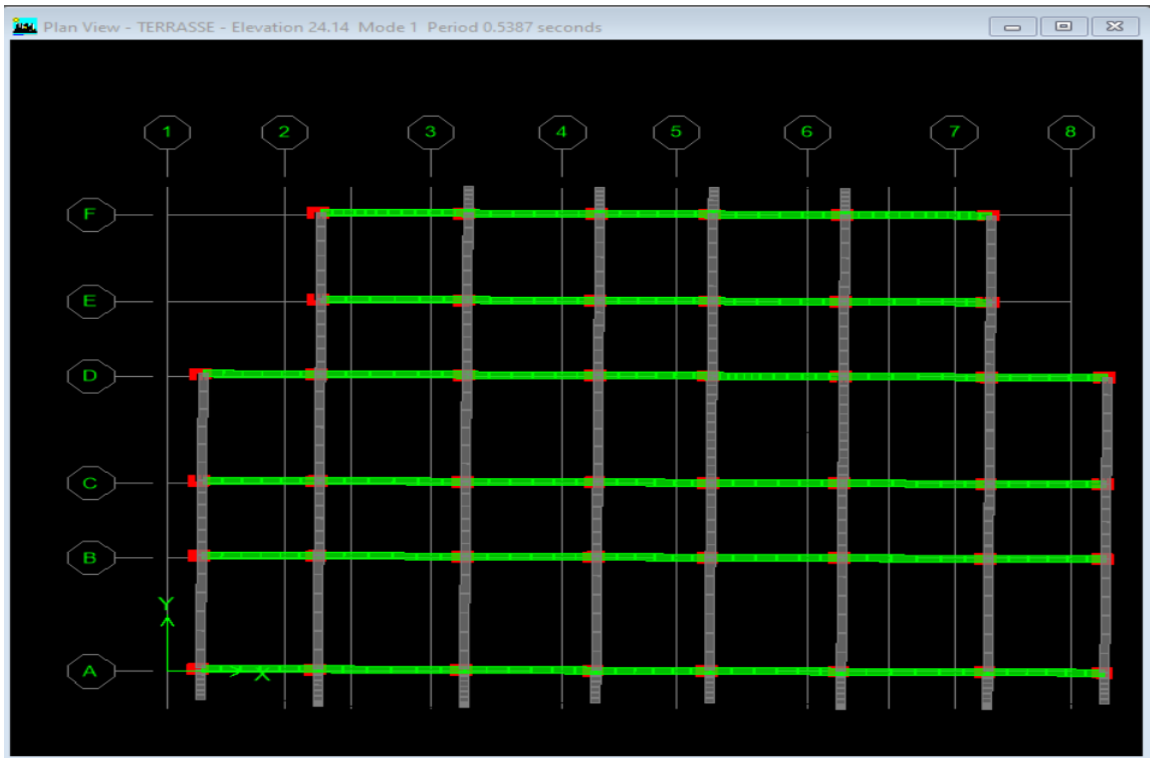 Plan View - TERRASSE - Elevation 24.14 Mode 1 Period 0.5387 seconds
1 2 3 4 5 6 7 8
F
E
D
C
B
Y
A
X